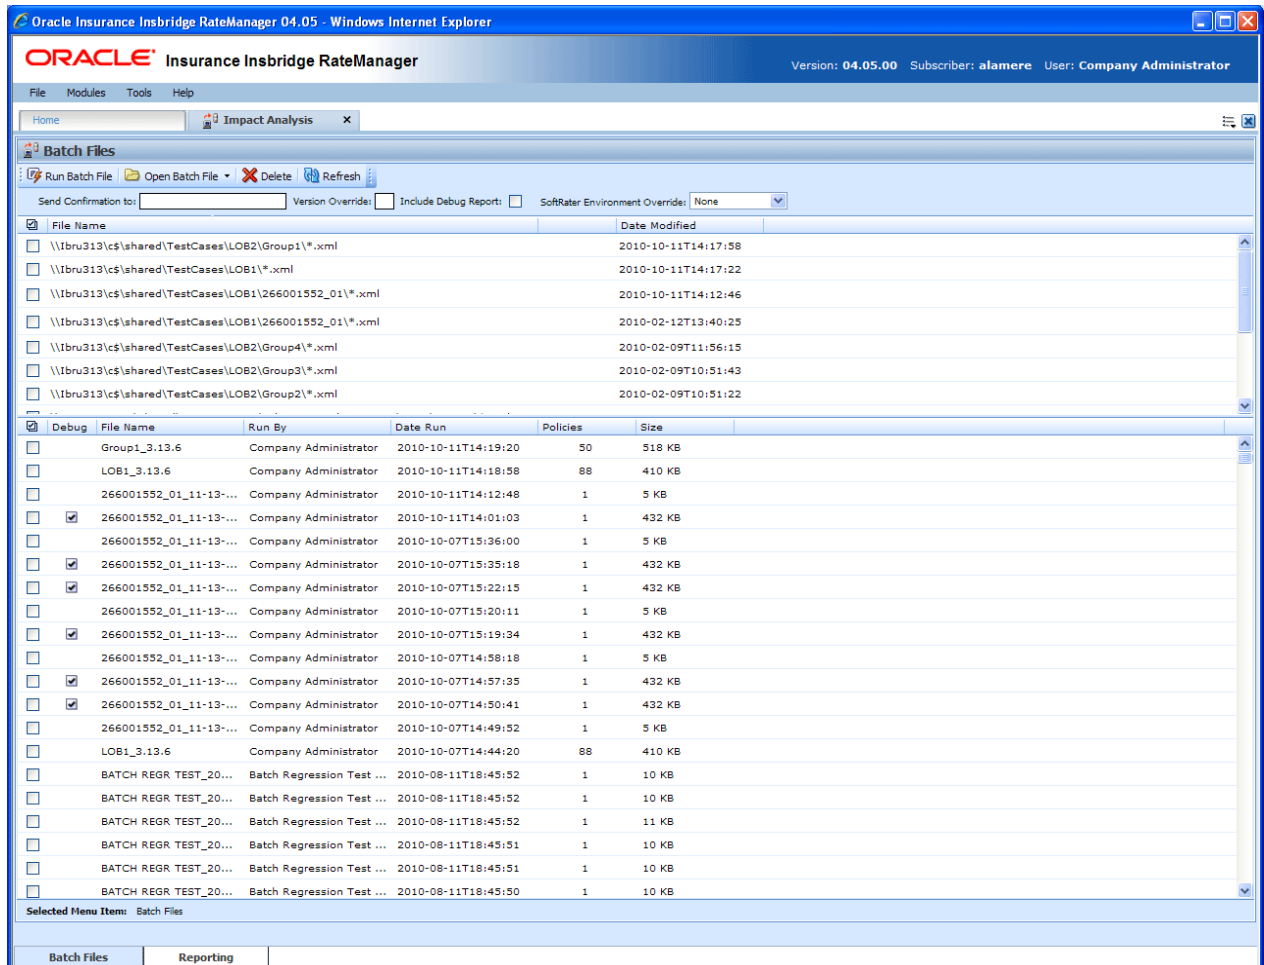 Oracle Insurance Insbridge RateManager 04.05 - Windows Internet Explorer
ORACLE Insurance Insbridge RateManager
Version: 04.05.00 Subscriber: alamere User: Company Administrator
File Modules Tools Help
Home Impact Analysis x
Batch Files
Run Batch File Open Batch File Delete Refresh
Send Confirmation to: Version Override: Include Debug Report: SoftRater Environment Override: None
File Name Date Modified
\\Ibru313\c$\shared\TestCases\LOB2\Group1\*.xml 2010-10-11T14:17:58
\\Ibru313\c$\shared\TestCases\LOB1\*.xml 2010-10-11T14:17:22
\\Ibru313\c$\shared\TestCases\LOB1\266001552_01\*.xml 2010-10-11T14:12:46
\\Ibru313\c$\shared\TestCases\LOB1\266001552_01\*.xml 2010-02-12T13:40:25
\\Ibru313\c$\shared\TestCases\LOB2\Group4\*.xml 2010-02-09T11:56:15
\\Ibru313\c$\shared\TestCases\LOB2\Group3\*.xml 2010-02-09T10:51:43
\\Ibru313\c$\shared\TestCases\LOB2\Group2\*.xml 2010-02-09T10:51:22
Debug File Name Run By Date Run Policies Size
Group1_3.13.6 Company Administrator 2010-10-11T14:19:20 50 518 KB
LOB1_3.13.6 Company Administrator 2010-10-11T14:18:58 88 410 KB
266001552_01_11-13-... Company Administrator 2010-10-11T14:12:48 1 5 KB
266001552_01_11-13-... Company Administrator 2010-10-11T14:01:03 1 432 KB
266001552_01_11-13-... Company Administrator 2010-10-07T15:36:00 1 5 KB
266001552_01_11-13-... Company Administrator 2010-10-07T15:35:18 1 432 KB
266001552_01_11-13-... Company Administrator 2010-10-07T15:22:15 1 432 KB
266001552_01_11-13-... Company Administrator 2010-10-07T15:20:11 1 5 KB
266001552_01_11-13-... Company Administrator 2010-10-07T15:19:34 1 432 KB
266001552_01_11-13-... Company Administrator 2010-10-07T14:58:18 1 5 KB
266001552_01_11-13-... Company Administrator 2010-10-07T14:57:35 1 432 KB
266001552_01_11-13-... Company Administrator 2010-10-07T14:50:41 1 432 KB
266001552_01_11-13-... Company Administrator 2010-10-07T14:49:52 1 5 KB
LOB1_3.13.6 Company Administrator 2010-10-07T14:44:20 88 410 KB
BATCH REGR TEST_20... Batch Regression Test ... 2010-08-11T18:45:52 1 10 KB
BATCH REGR TEST_20... Batch Regression Test ... 2010-08-11T18:45:52 1 10 KB
BATCH REGR TEST_20... Batch Regression Test ... 2010-08-11T18:45:52 1 11 KB
BATCH REGR TEST_20... Batch Regression Test ... 2010-08-11T18:45:51 1 10 KB
BATCH REGR TEST_20... Batch Regression Test ... 2010-08-11T18:45:51 1 10 KB
BATCH REGR TEST_20... Batch Regression Test ... 2010-08-11T18:45:50 1 10 KB
Selected Menu Item: Batch Files
Batch Files Reporting